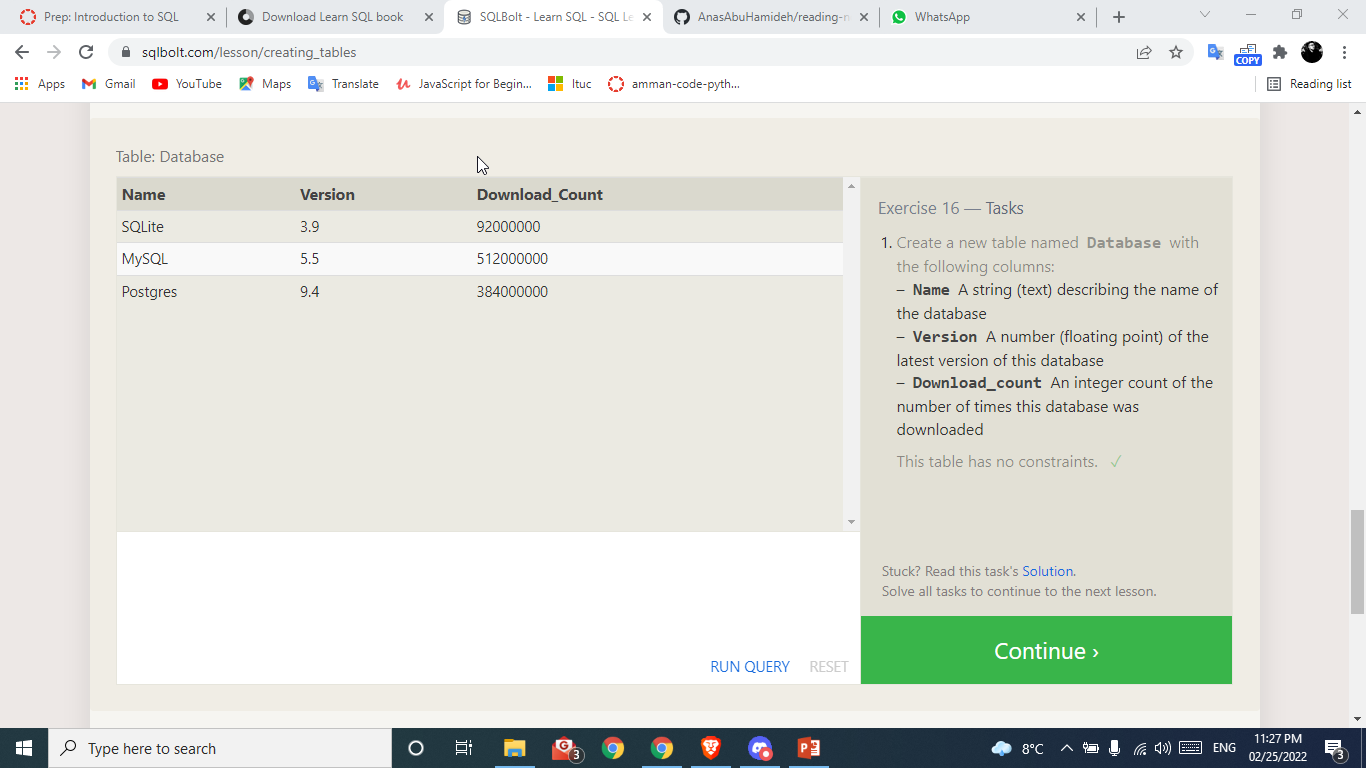 Prep: Introduction to SQL
Download Learn SQL book
SQLBolt - Learn SQL - SQL Le
AnasAbuHamideh/reading-n
WhatsApp
sqlbolt.com/lesson/creating_tables
COPY
Apps
Gmail
YouTube
Maps
Translate
JavaScript for Begin...
ltuc
amman-code-pyth...
Reading list
Table: Database
Name Version Download_Count
SQLite 3.9 92000000
MySQL 5.5 512000000
Postgres 9.4 384000000
RUN QUERY RESET
Exercise 16 — Tasks
1. Create a new table named Database with
the following columns:
– Name A string (text) describing the name of
the database
– Version A number (floating point) of the
latest version of this database
– Download_count An integer count of the
number of times this database was
downloaded
This table has no constraints. ✓
Stuck? Read this task's Solution.
Solve all tasks to continue to the next lesson.
Continue ›
Type here to search
3
8°C
ENG
11:27 PM
02/25/2022
3